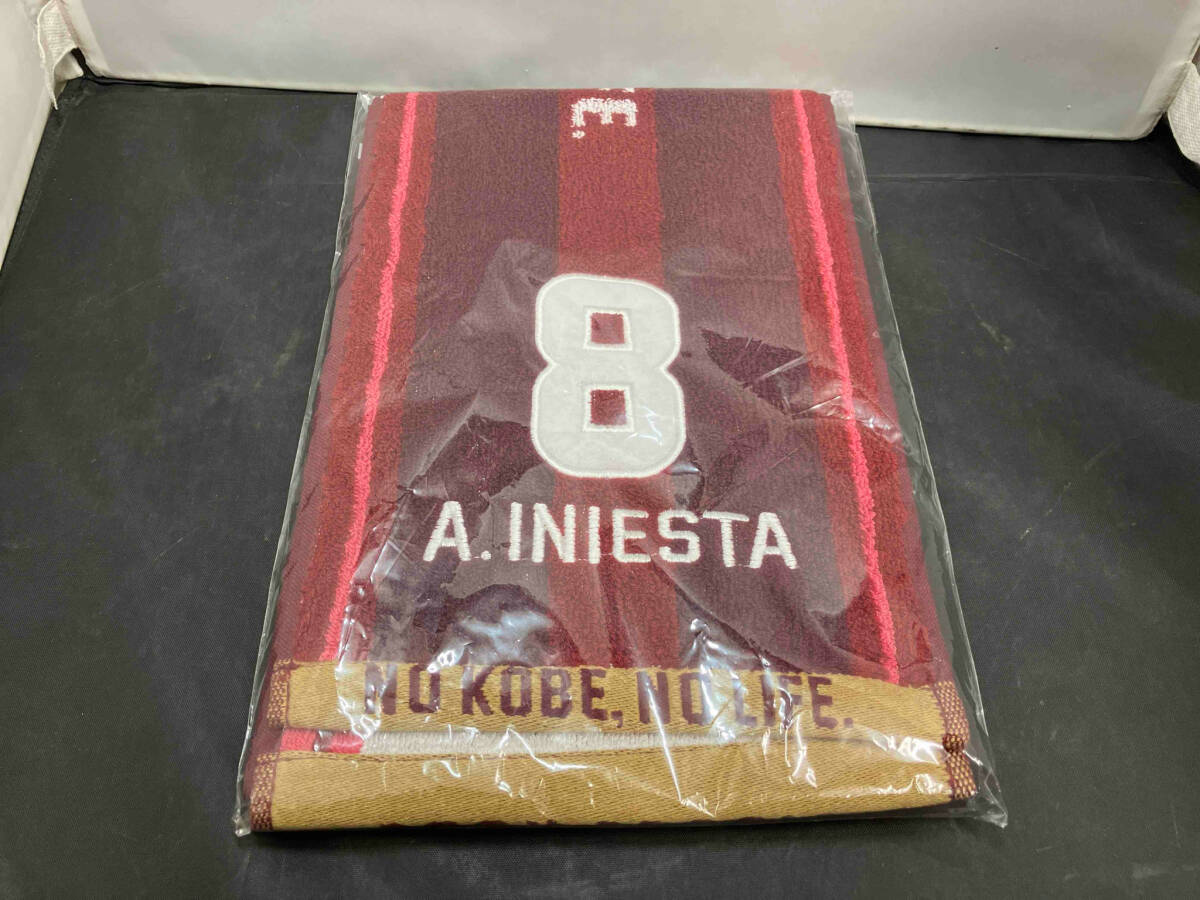 E.
8
A. INIESTA
NO KOBE, NO LIFE.